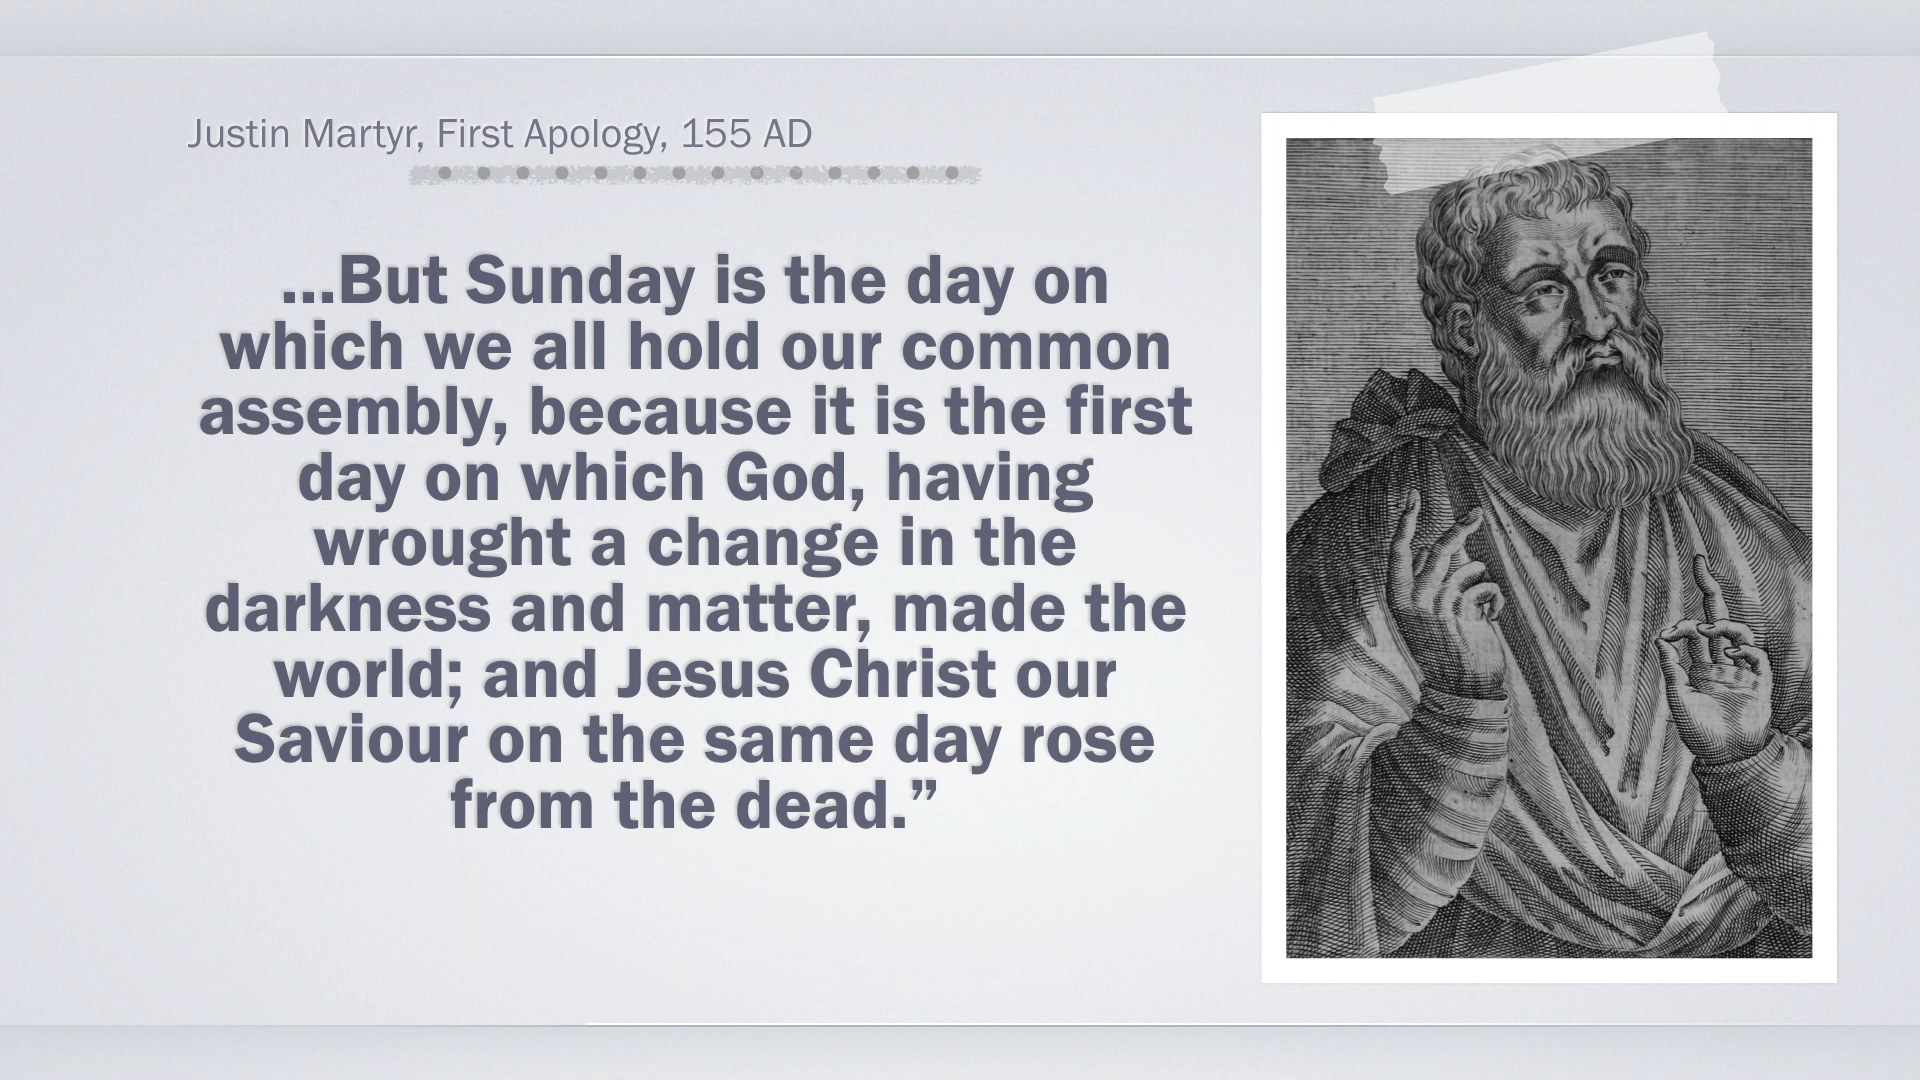 Justin Martyr, First Apology, 155 AD
...But Sunday is the day on
which we all hold our common
assembly, because it is the first
day on which God, having
wrought a change in the
darkness and matter, made the
world; and Jesus Christ our
Saviour on the same day rose
from the dead.”